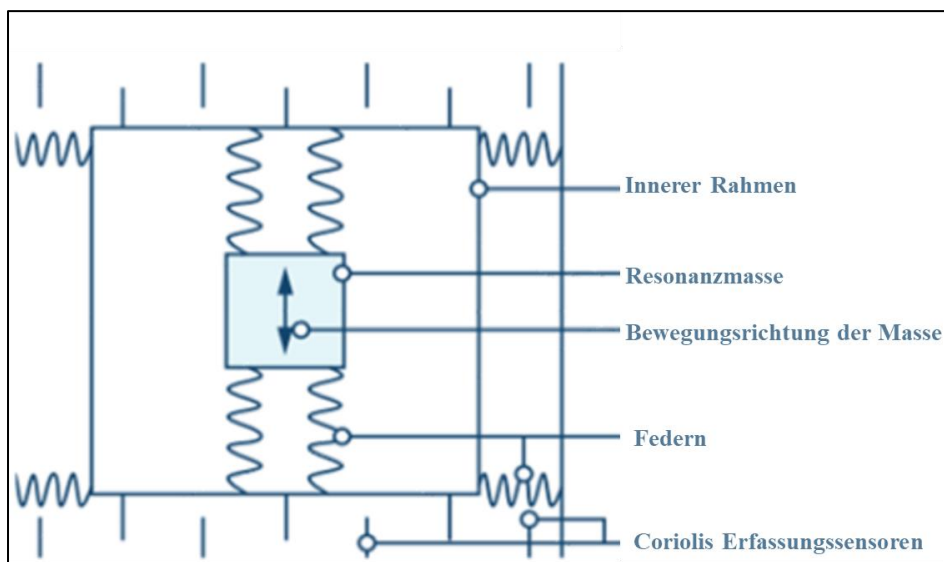 Innerer Rahmen
Resonanzmasse
Bewegungsrichtung der Masse
Federn
Coriolis Erfassungssensoren